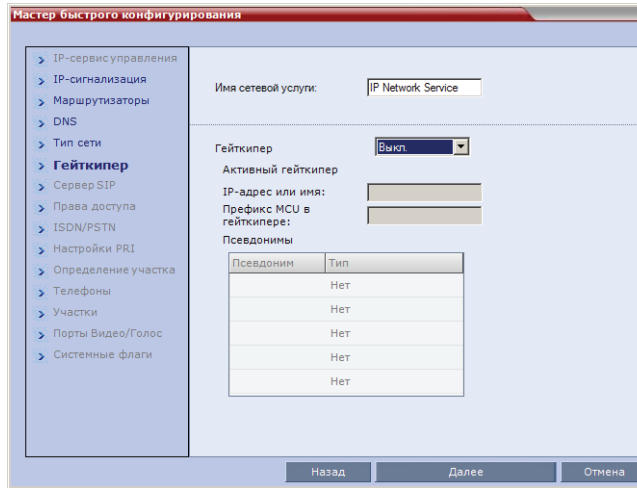 Мастер быстрого конфигурирования
IP-сервис управления
IP-сигнализация
Маршрутизаторы
DNS
Тип сети
Гейткипер
Сервер SIP
Права доступа
ISDN/PSTN
Настройки PRI
Определение участка
Телефоны
Участки
Порты Видео/Голос
Системные флаги
Имя сетевой услуги: IP Network Service
Гейткипер Выкл.
Активный гейткипер
IP-адрес или имя:
Префикс MCU в
гейткипере:
Псевдонимы
Псевдоним Тип
Нет
Нет
Нет
Нет
Нет
Назад Далее Отмена